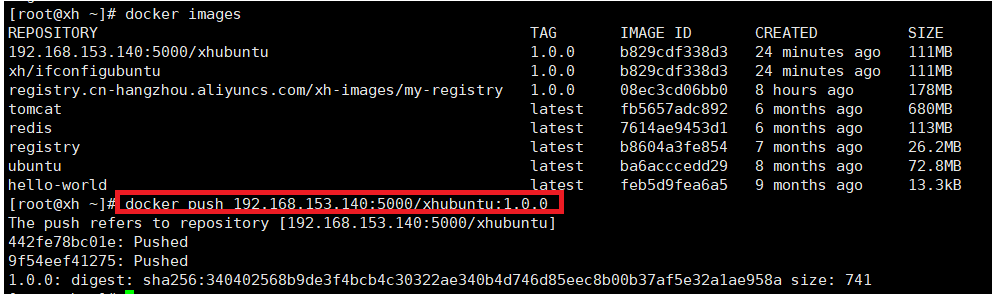 [root@xh ~]# docker images
REPOSITORY TAG IMAGE ID CREATED SIZE
192.168.153.140:5000/xhubuntu 1.0.0 b829cdf338d3 24 minutes ago 111MB
xh/ifconfigubuntu 1.0.0 b829cdf338d3 24 minutes ago 111MB
registry.cn-hangzhou.aliyuncs.com/xh-images/my-registry 1.0.0 08ec3cd06bb0 8 hours ago 178MB
tomcat latest fb5657adc892 6 months ago 680MB
redis latest 7614ae9453d1 6 months ago 113MB
registry latest b8604a3fe854 7 months ago 26.2MB
ubuntu latest ba6acccedd29 8 months ago 72.8MB
hello-world latest feb5d9fea6a5 9 months ago 13.3kB
[root@xh ~]# docker push 192.168.153.140:5000/xhubuntu:1.0.0
The push refers to repository [192.168.153.140:5000/xhubuntu]
442fe78bc01e: Pushed
9f54eef41275: Pushed
1.0.0: digest: sha256:340402568b9de3f4bcb4c30322ae340b4d746d85eec8b00b37af5e32a1ae958a size: 741